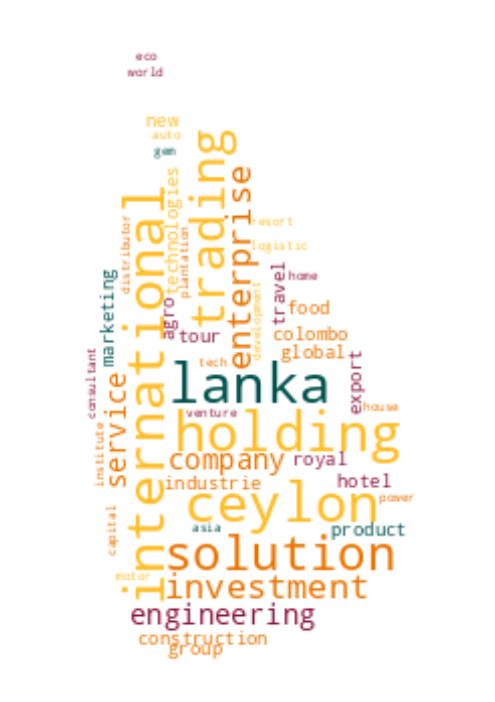 eco
world
new
auto
gem
trading
enterprise
technologies
international
plantation
distributor
resort
logistic
travel
home
marketing
agro
development
food
tour
colombo
global
tech
export
consultant
lanka
service
house
venture
holding
institute
company
royal
industrie
hotel
ceylon
power
capital
asia
product
solution
motor
investment
engineering
construction
group